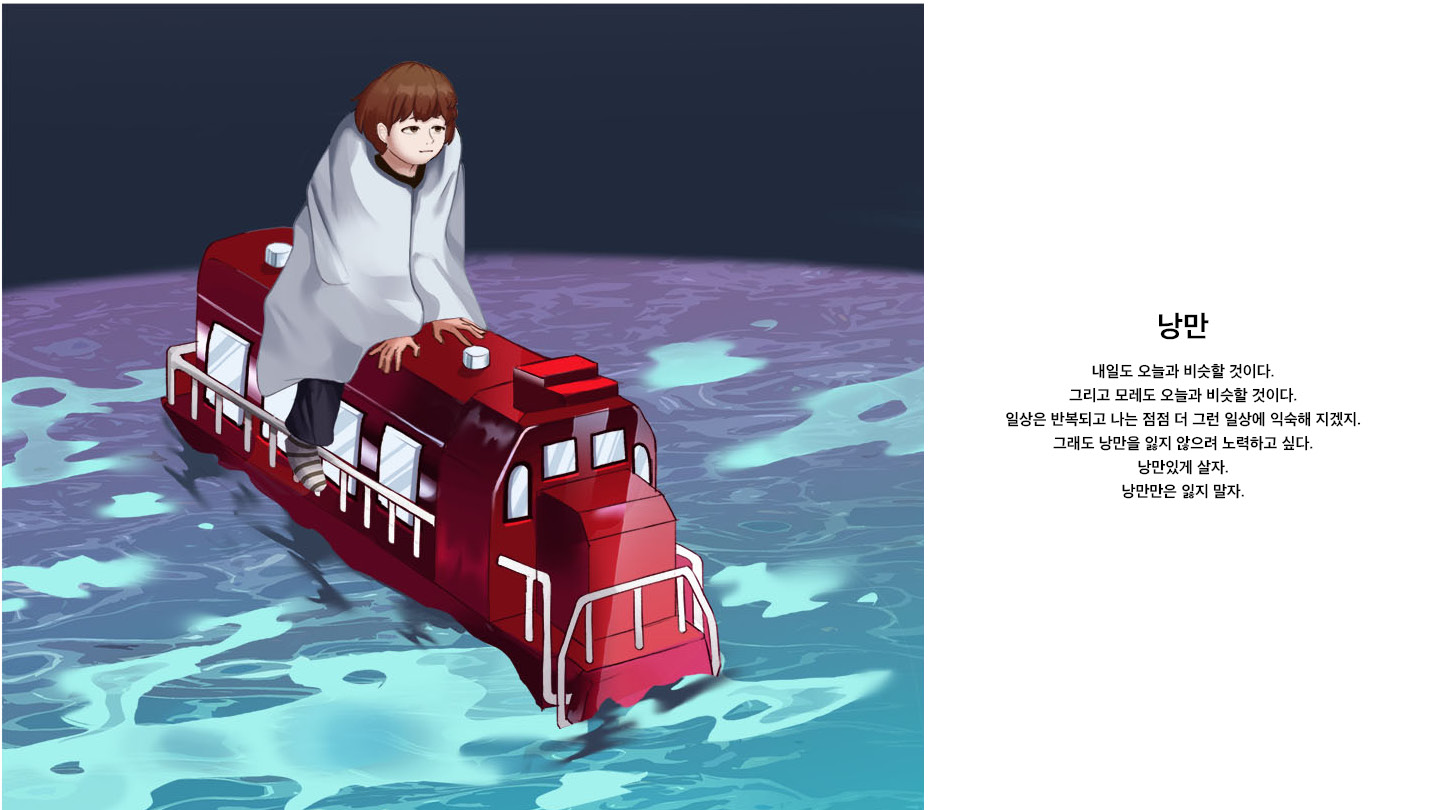 낭만
내일도 오늘과 비슷할 것이다.
그리고 모레도 오늘과 비슷할 것이다.
일상은 반복되고 나는 점점 더 그런 일상에 익숙해 지겠지.
그래도 낭만을 잃지 않으려 노력하고 싶다.
낭만있게 살자.
낭만만은 잃지 말자.